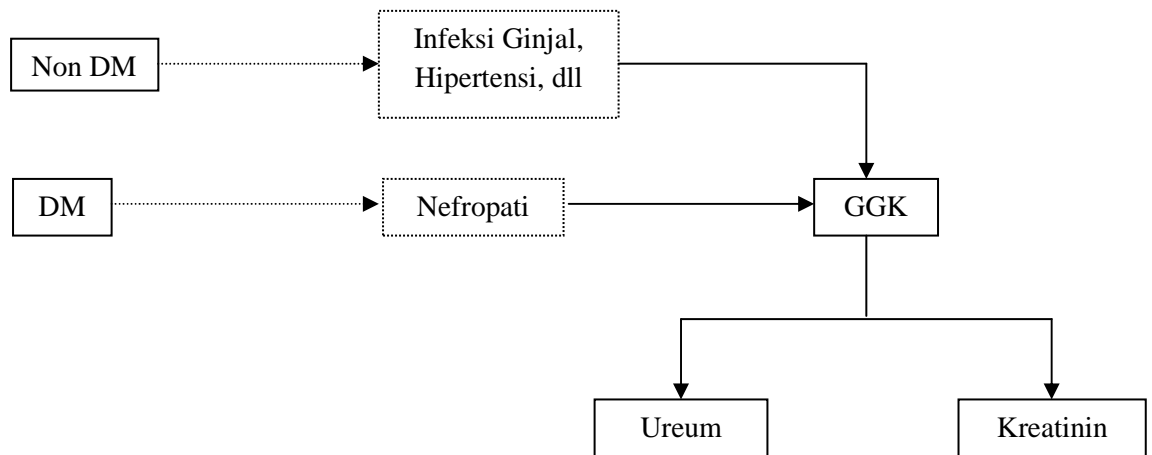 Non DM
Infeksi Ginjal,
Hipertensi, dll
DM
Nefropati
GGK
Ureum
Kreatinin